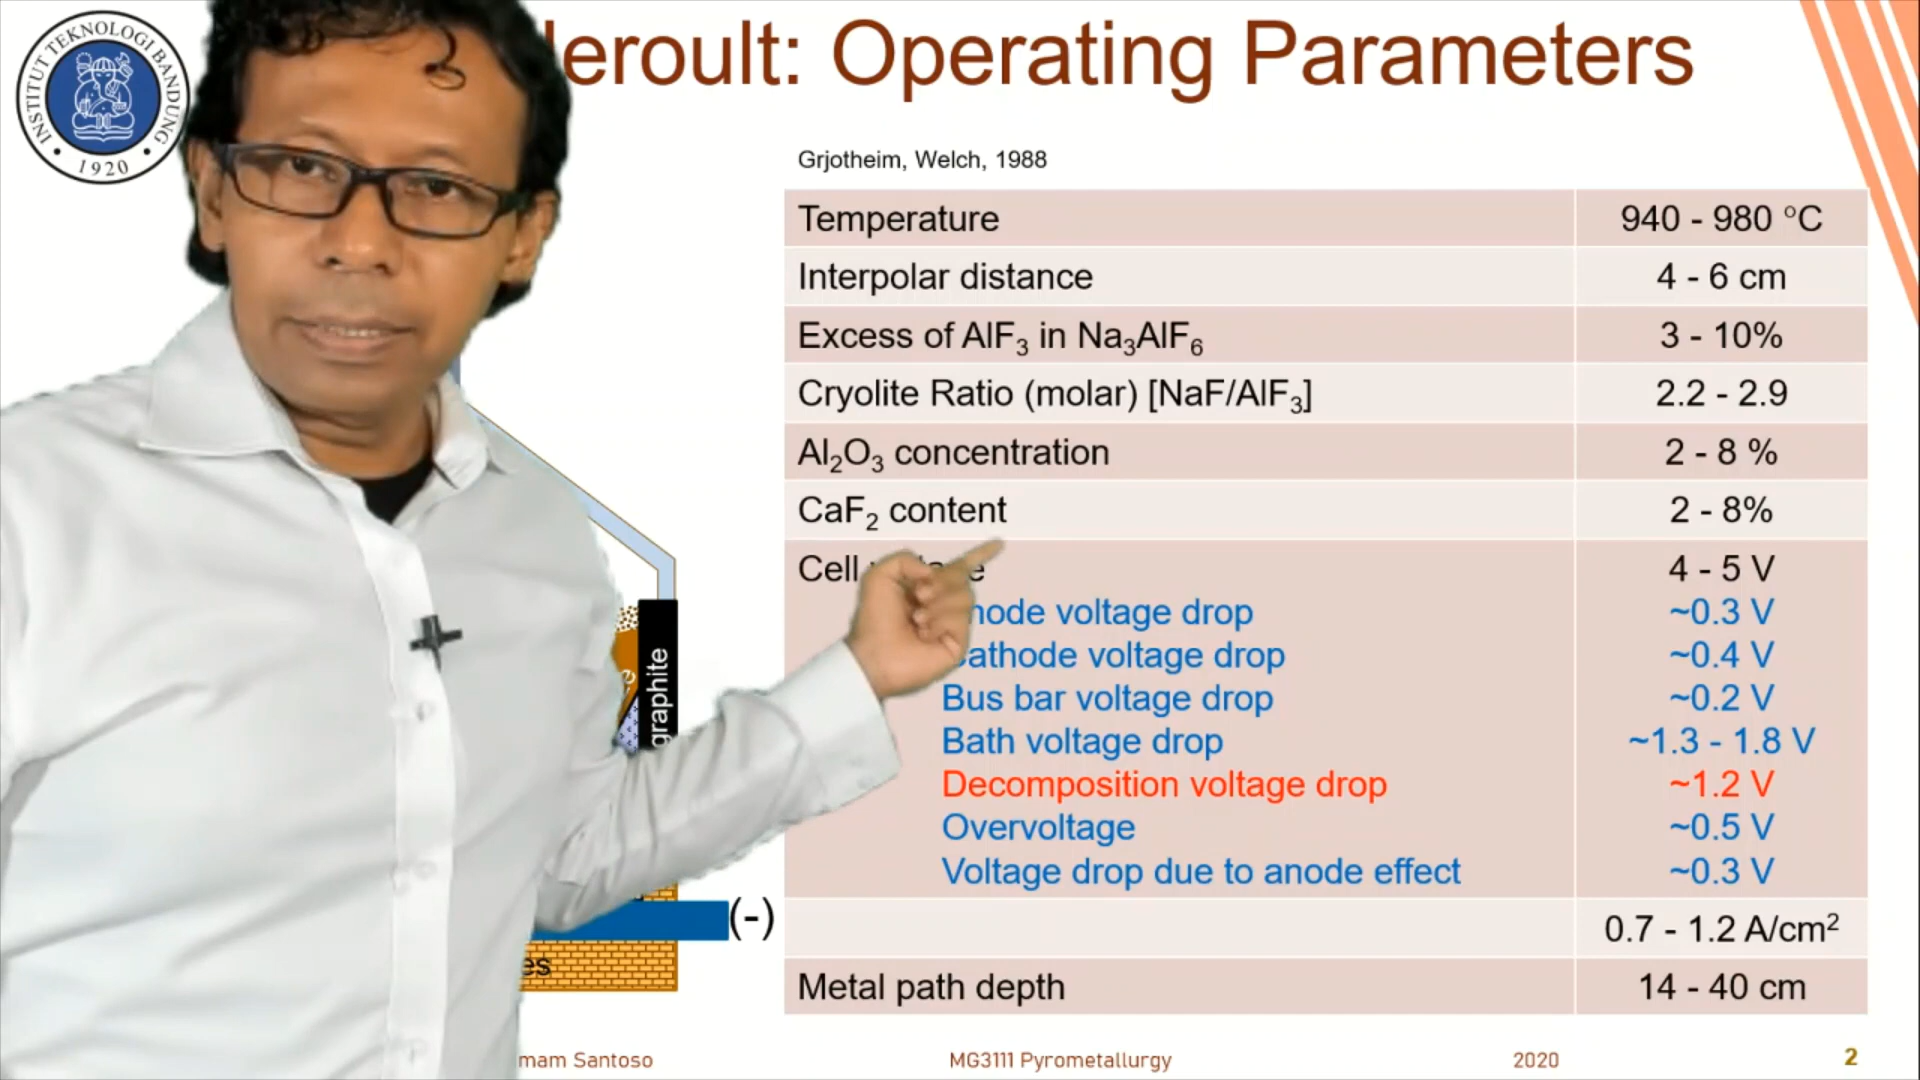 INSTITUT TEKNOLOGI BANDUNG
1920
eroult: Operating Parameters
Grjotheim, Welch, 1988
Temperature 940 - 980 °C
Interpolar distance 4 - 6 cm
Excess of AlF₃ in Na₃AlF₆ 3 - 10%
Cryolite Ratio (molar) [NaF/AlF₃] 2.2 - 2.9
Al₂O₃ concentration 2 - 8 %
CaF₂ content 2 - 8%
Cell 4 - 5 V
node voltage drop ~0.3 V
athode voltage drop ~0.4 V
Bus bar voltage drop ~0.2 V
Bath voltage drop ~1.3 - 1.8 V
Decomposition voltage drop ~1.2 V
Overvoltage ~0.5 V
Voltage drop due to anode effect ~0.3 V
0.7 - 1.2 A/cm²
Metal path depth 14 - 40 cm
graphite
(-)
es
mam Santoso MG3111 Pyrometallurgy 2020 2